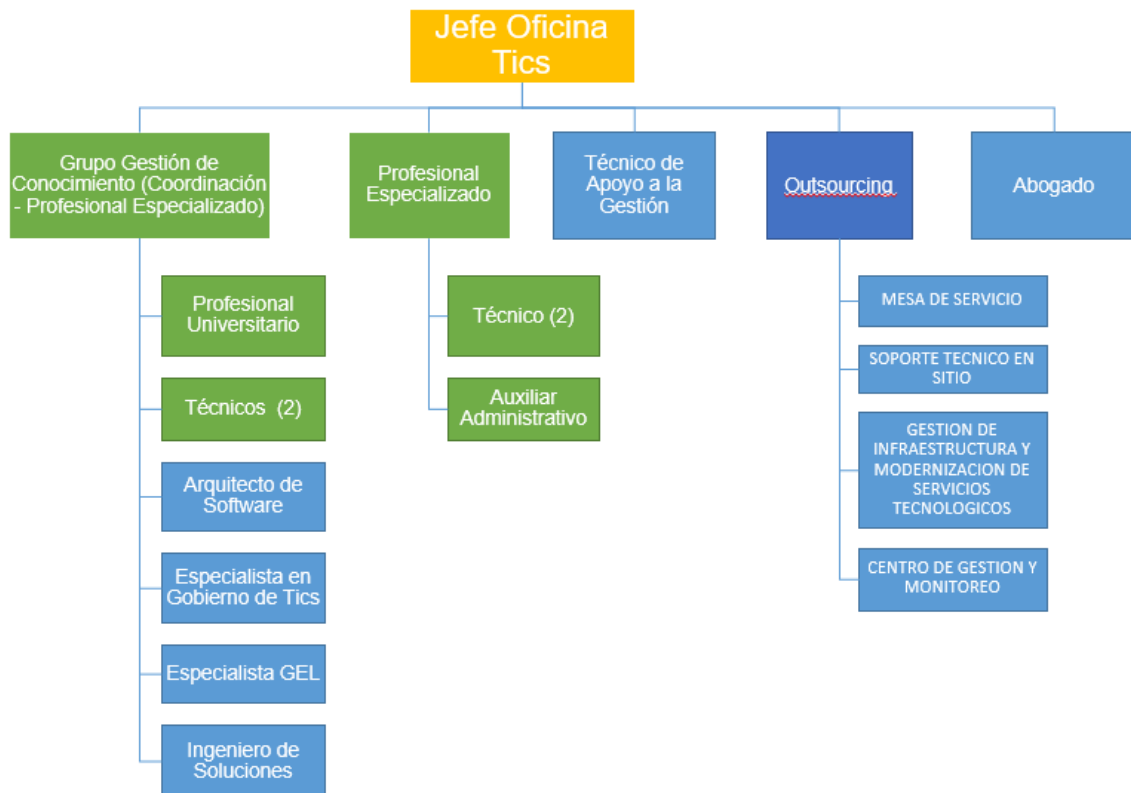 Jefe Oficina
Tics
Grupo Gestión de
Conocimiento (Coordinación
- Profesional Especializado)
Profesional
Especializado
Técnico de
Apoyo a la
Gestión
Outsourcing
Abogado
Profesional
Universitario
Técnicos (2)
Arquitecto de
Software
Especialista en
Gobierno de Tics
Especialista GEL
Ingeniero de
Soluciones
Técnico (2)
Auxiliar
Administrativo
MESA DE SERVICIO
SOPORTE TECNICO EN
SITIO
GESTION DE
INFRAESTRUCTURA Y
MODERNIZACION DE
SERVICIOS
TECNOLOGICOS
CENTRO DE GESTION Y
MONITOREO